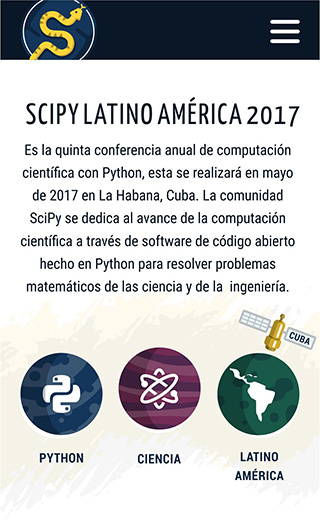 SCIPY LATINO AMÉRICA 2017
Es la quinta conferencia anual de computación
científica con Python, esta se realizará en mayo
de 2017 en La Habana, Cuba. La comunidad
SciPy se dedica al avance de la computación
científica a través de software de código abierto
hecho en Python para resolver problemas
matemáticos de las ciencia y de la ingeniería.
CUBA
PYTHON
CIENCIA
LATINO
AMÉRICA